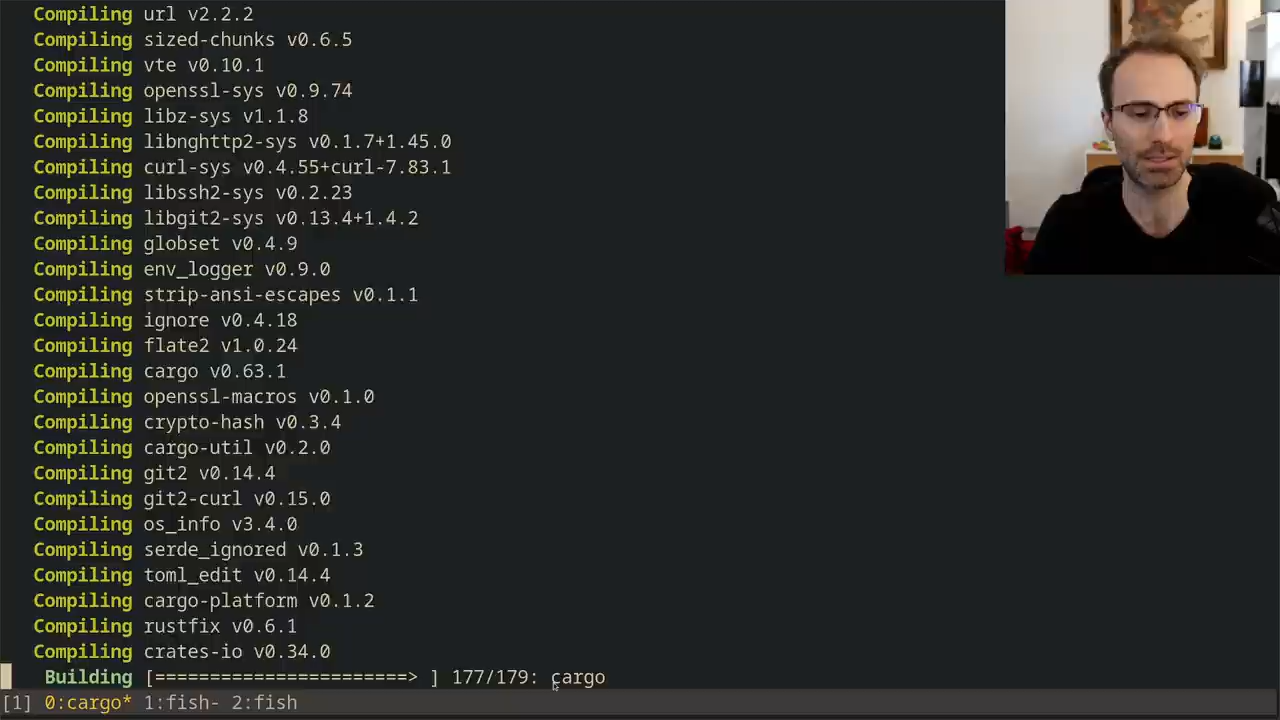 Compiling url v2.2.2
Compiling sized-chunks v0.6.5
Compiling vte v0.10.1
Compiling openssl-sys v0.9.74
Compiling libz-sys v1.1.8
Compiling libnghttp2-sys v0.1.7+1.45.0
Compiling curl-sys v0.4.55+curl-7.83.1
Compiling libssh2-sys v0.2.23
Compiling libgit2-sys v0.13.4+1.4.2
Compiling globset v0.4.9
Compiling env_logger v0.9.0
Compiling strip-ansi-escapes v0.1.1
Compiling ignore v0.4.18
Compiling flate2 v1.0.24
Compiling cargo v0.63.1
Compiling openssl-macros v0.1.0
Compiling crypto-hash v0.3.4
Compiling cargo-util v0.2.0
Compiling git2 v0.14.4
Compiling git2-curl v0.15.0
Compiling os_info v3.4.0
Compiling serde_ignored v0.1.3
Compiling toml_edit v0.14.4
Compiling cargo-platform v0.1.2
Compiling rustfix v0.6.1
Compiling crates-io v0.34.0
Building [=======================> ] 177/179: cargo
[1] 0:cargo* 1:fish- 2:fish